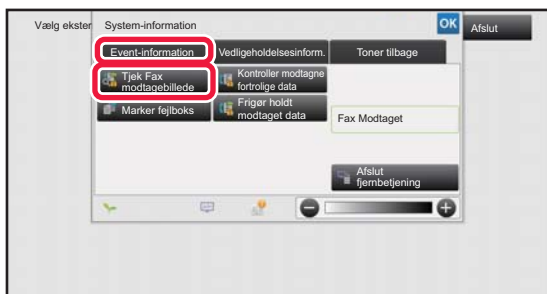 Vælg ekster
System-information
OK
Afslut
Event-information
Vedligeholdelsesinform.
Toner tilbage
Tjek Fax
modtagebillede
Kontroller modtagne
fortrolige data
Marker fejlboks
Frigør holdt
modtaget data
Fax Modtaget
Afslut
fjernbetjening